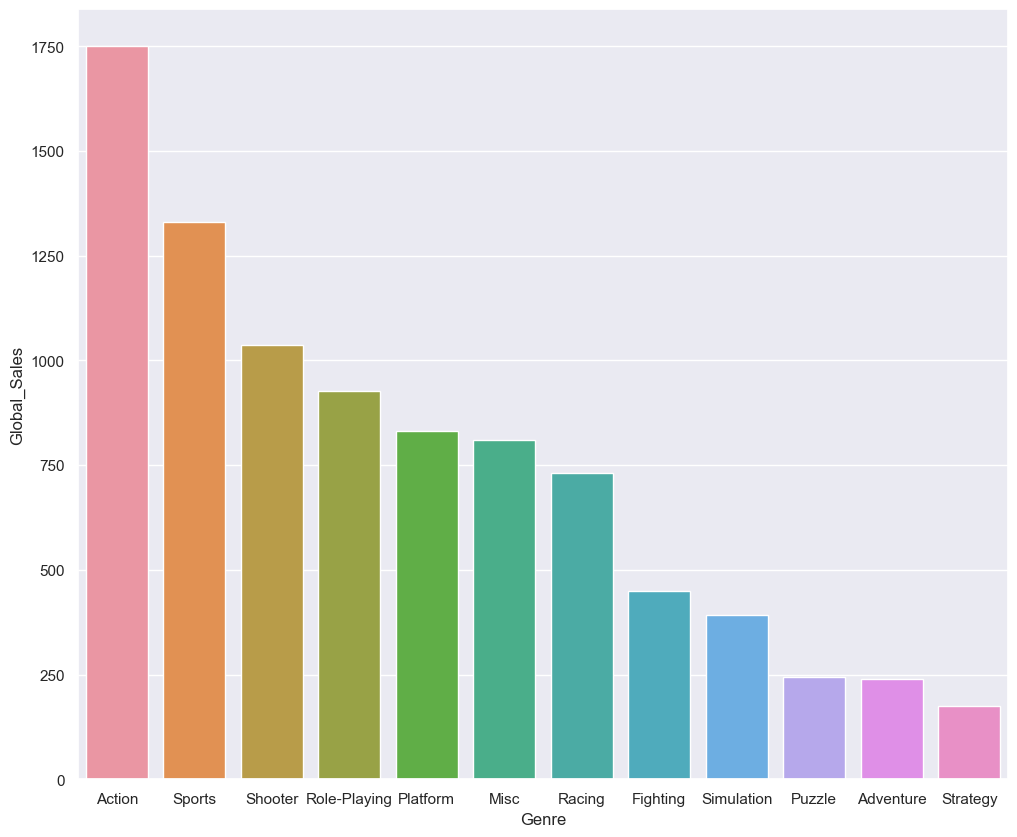 1750
1500
1250
1000
750
500
250
0
Global_Sales
Action Sports Shooter Role-Playing Platform Misc Racing Fighting Simulation Puzzle Adventure Strategy
Genre